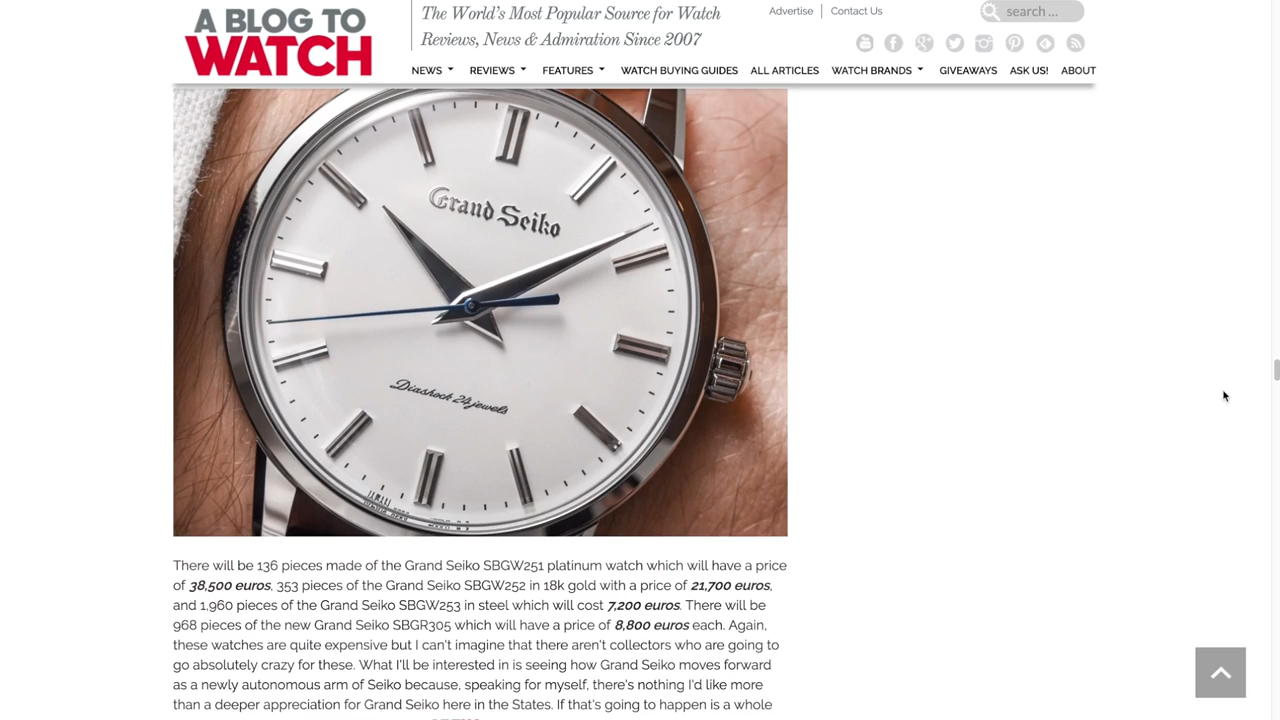 A BLOG TO
WATCH
The World's Most Popular Source for Watch
Reviews, News & Admiration Since 2007
Advertise
Contact Us
search ...
NEWS
REVIEWS
FEATURES
WATCH BUYING GUIDES
ALL ARTICLES
WATCH BRANDS
GIVEAWAYS
ASK US!
ABOUT
Grand Seiko
Diashock 24 jewels
There will be 136 pieces made of the Grand Seiko SBGW251 platinum watch which will have a price
of 38,500 euros, 353 pieces of the Grand Seiko SBGW252 in 18k gold with a price of 21,700 euros,
and 1,960 pieces of the Grand Seiko SBGW253 in steel which will cost 7,200 euros. There will be
968 pieces of the new Grand Seiko SBGR305 which will have a price of 8,800 euros each. Again,
these watches are quite expensive but I can't imagine that there aren't collectors who are going to
go absolutely crazy for these. What I'll be interested in is seeing how Grand Seiko moves forward
as a newly autonomous arm of Seiko because, speaking for myself, there's nothing I'd like more
than a deeper appreciation for Grand Seiko here in the States. If that's going to happen is a whole